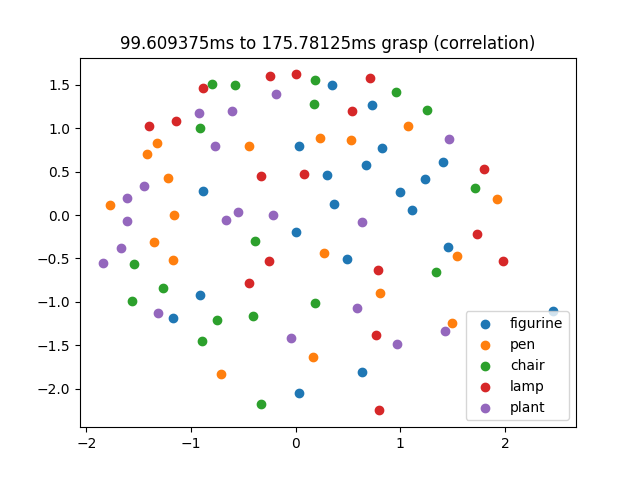 99.609375ms to 175.78125ms grasp (correlation)
1.5
1.0
0.5
0.0
−0.5
−1.0
−1.5
−2.0
−2
−1
0
1
2
figurine
pen
chair
lamp
plant